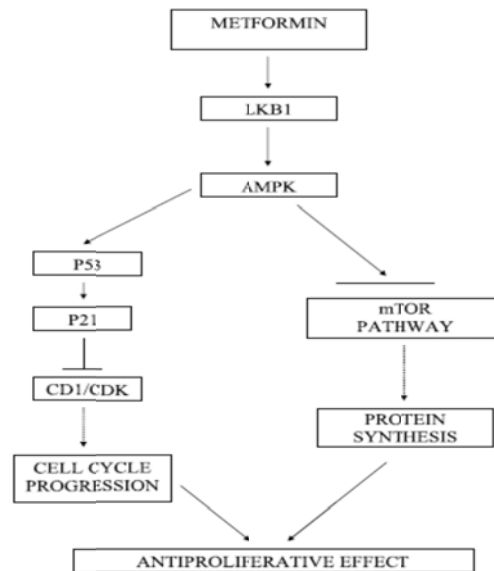 METFORMIN
LKB1
AMPK
P53
P21
CD1/CDK
CELL CYCLE
PROGRESSION
mTOR
PATHWAY
PROTEIN
SYNTHESIS
ANTIPROLIFERATIVE EFFECT